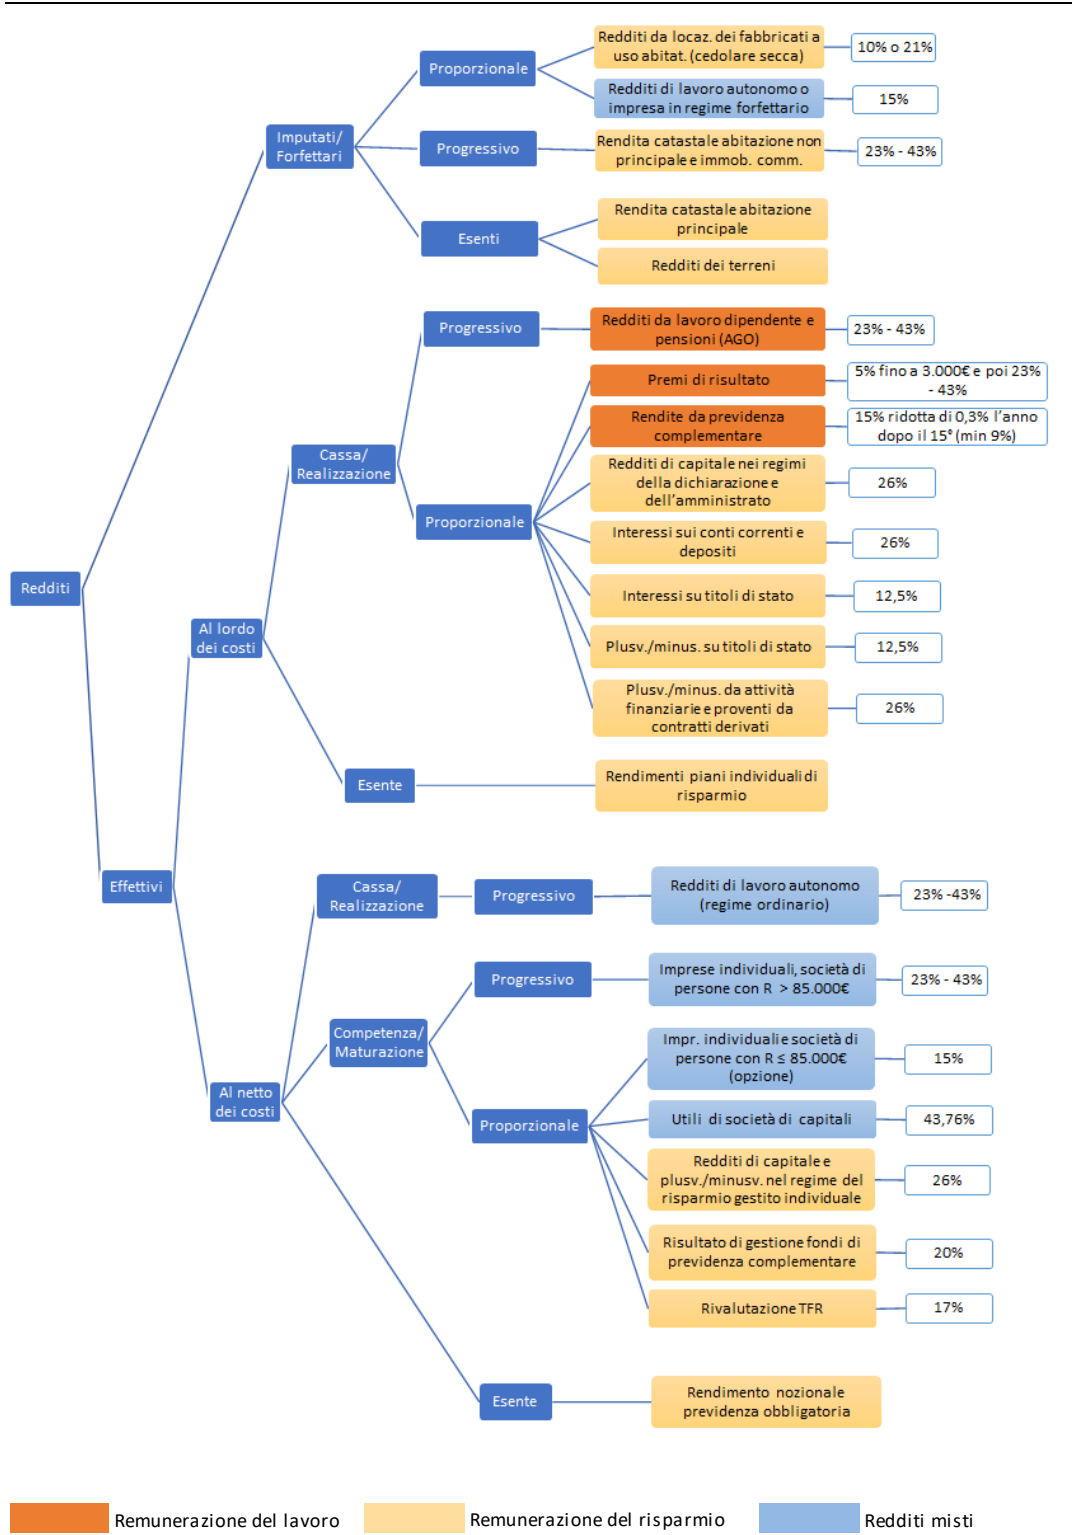 Redditi da locaz. dei fabbricati a
uso abitat. (cedolare secca)
10% o 21%
Proporzionale
Redditi di lavoro autonomo o
impresa in regime forfettario
15%
Imputati/
Forfettari
Progressivo
Rendita catastale abitazione non
principale e immob. comm.
23% - 43%
Rendita catastale abitazione
principale
Esenti
Redditi dei terreni
Progressivo
Redditi da lavoro dipendente e
pensioni (AGO)
23% - 43%
Premi di risultato
5% fino a 3.000€ e poi 23%
- 43%
Rendite da previdenza
complementare
15% ridotta di 0,3% l'anno
dopo il 15° (min 9%)
Cassa/
Realizzazione
Redditi di capitale nei regimi
della dichiarazione e
dell'amministrato
26%
Proporzionale
Interessi sui conti correnti e
depositi
26%
Redditi
Interessi su titoli di stato
12,5%
Al lordo
dei costi
Plusv./minus. su titoli di stato
12,5%
Plusv./minus. da attività
finanziarie e proventi da
contratti derivati
26%
Esente
Rendimenti piani individuali di
risparmio
Effettivi
Cassa/
Realizzazione
Progressivo
Redditi di lavoro autonomo
(regime ordinario)
23% -43%
Progressivo
Imprese individuali, società di
persone con R > 85.000€
23% - 43%
Competenza/
Maturazione
Impr. individuali e società di
persone con R ≤ 85.000€
(opzione)
15%
Al netto
dei costi
Proporzionale
Utili di società di capitali
43,76%
Redditi di capitale e
plusv./minusv. nel regime del
risparmio gestito individuale
26%
Risultato di gestione fondi di
previdenza complementare
20%
Rivalutazione TFR
17%
Esente
Rendimento nozionale
previdenza obbligatoria
Remunerazione del lavoro
Remunerazione del risparmio
Redditi misti